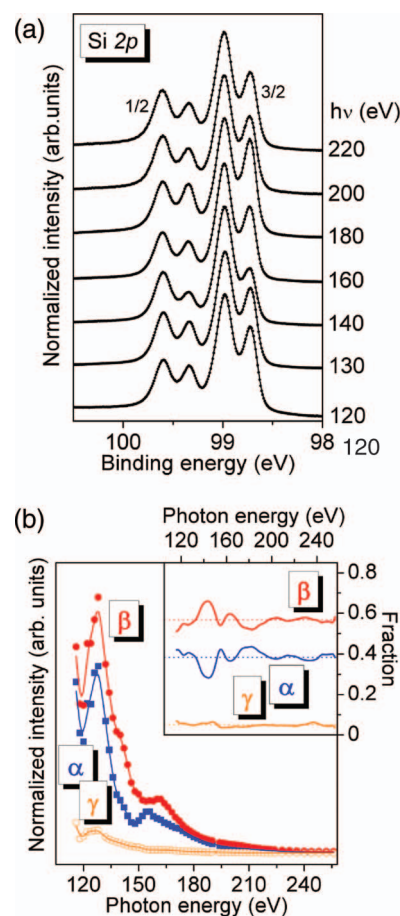 (a)
Si 2p
1/2
3/2
hν (eV)
220
200
180
160
140
130
120
Normalized intensity (arb.units)
100
99
98
120
Binding energy (eV)
(b)
Photon energy (eV)
120 160 200 240
0.8
0.6
0.4
0.2
0
Fraction
β
α
γ
β
α
γ
Normalized intensity (arb. units)
120 150 180 210 240
Photon energy (eV)